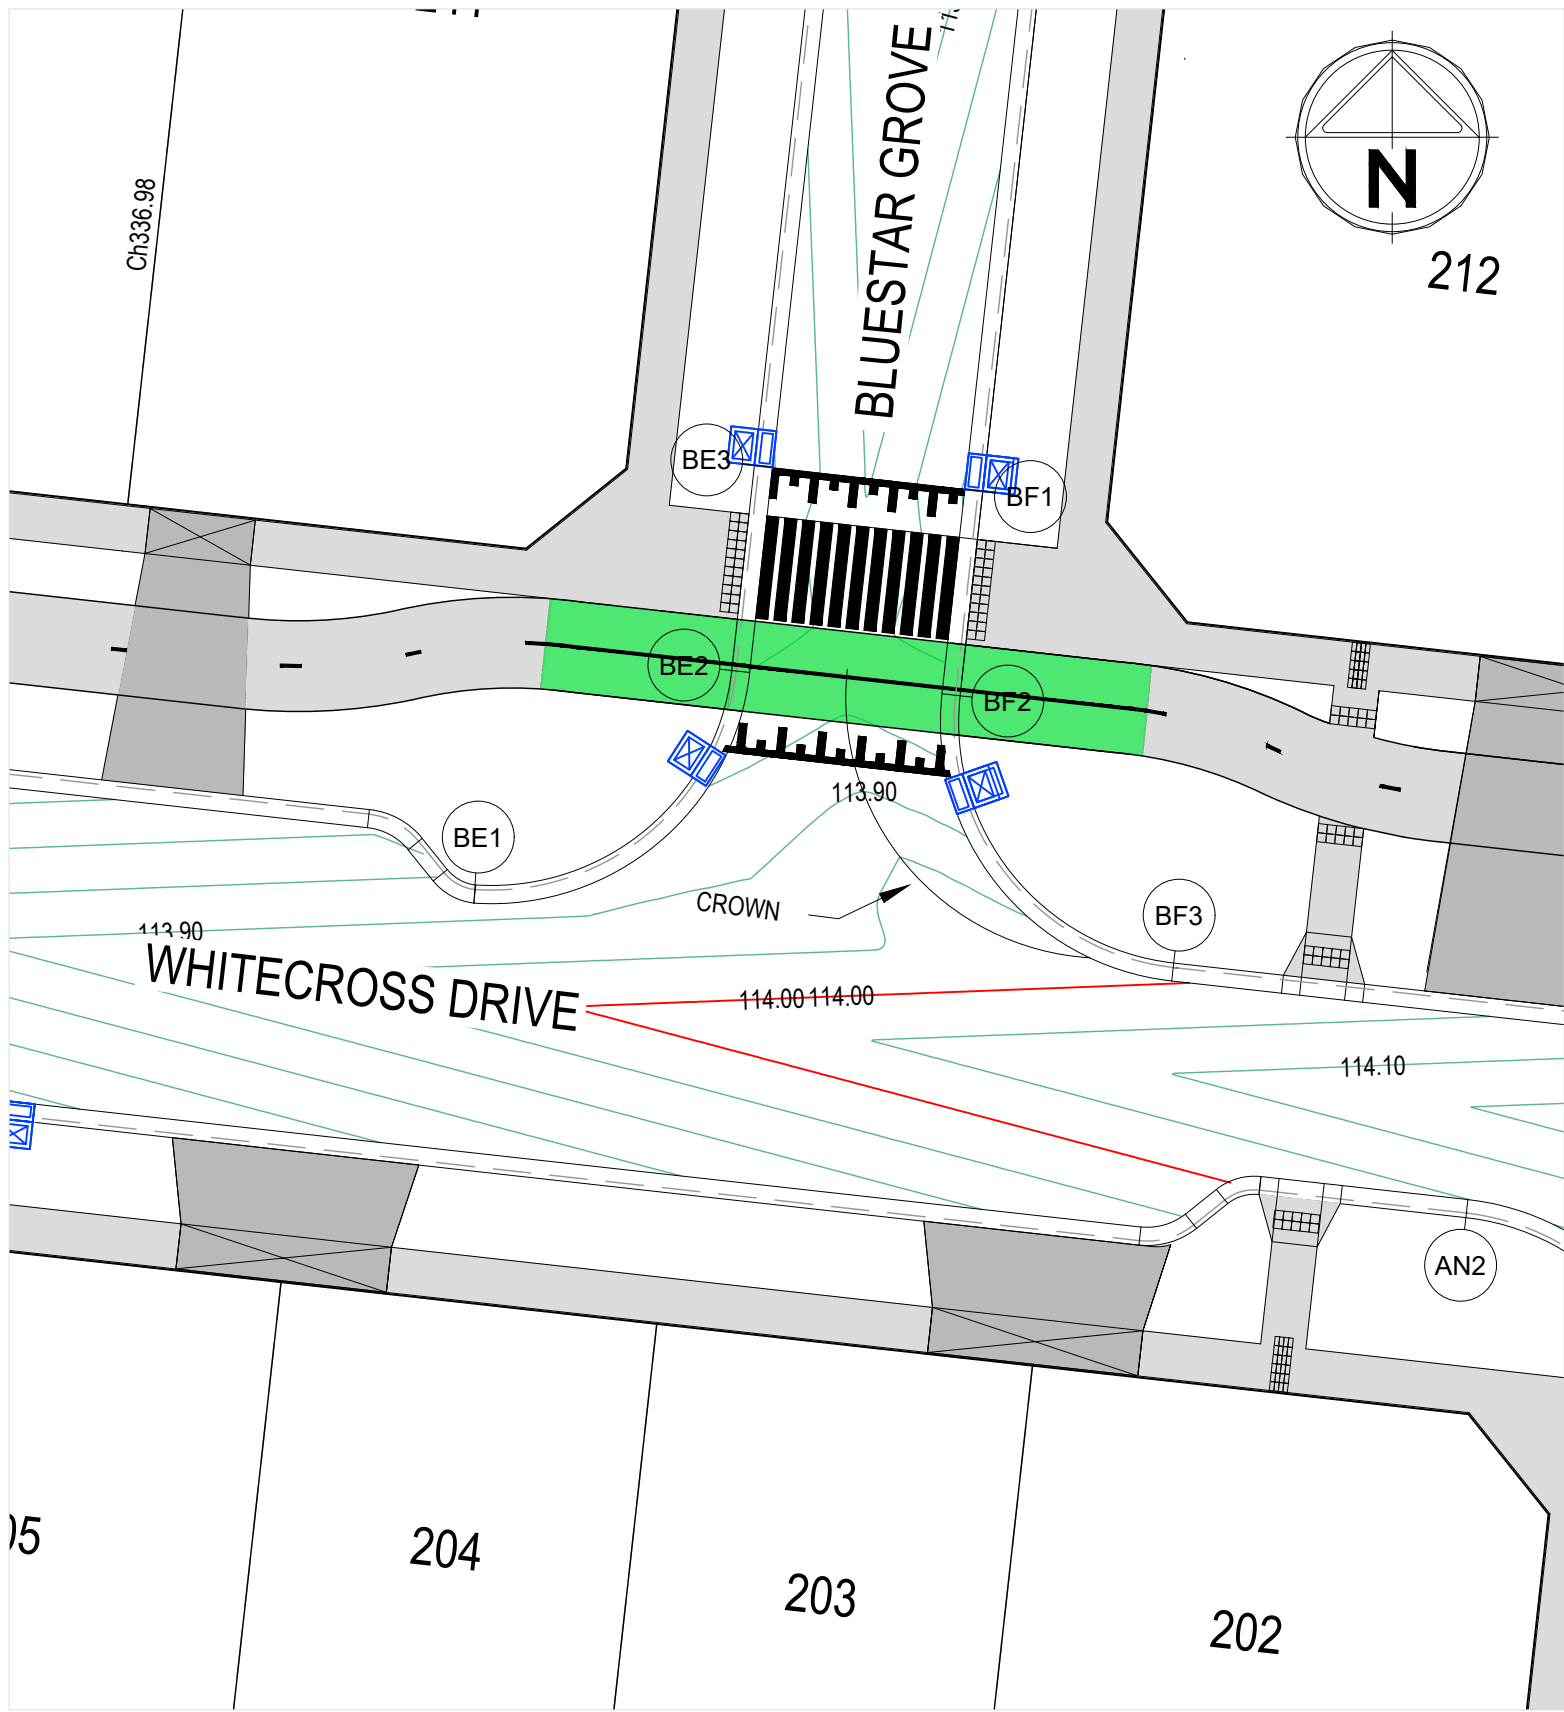 BLUESTAR GROVE
N
212
Ch336.98
BE3
BF1
BE2
BF2
113.90
BE1
CROWN
BF3
113.90
WHITECROSS DRIVE
114.00
114.00
114.10
AN2
05
204
203
202